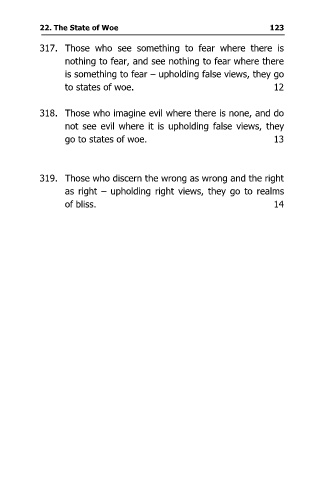 22. The State of Woe 123
317. Those who see something to fear where there is
nothing to fear, and see nothing to fear where there
is something to fear – upholding false views, they go
to states of woe. 12
318. Those who imagine evil where there is none, and do
not see evil where it is upholding false views, they
go to states of woe. 13
319. Those who discern the wrong as wrong and the right
as right – upholding right views, they go to realms
of bliss. 14